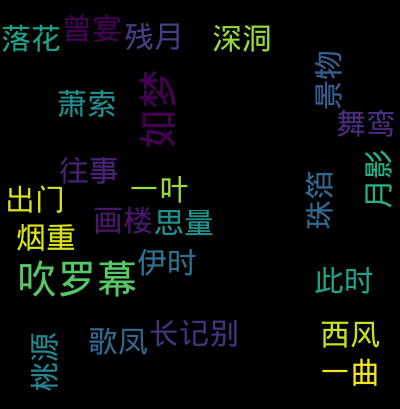 落花
曾宴
残月
深洞
景物
萧索
如梦
舞鸾
往事
月影
出门
一叶
珠箔
画楼
思量
烟重
伊时
吹罗幕
此时
桃源
歌凤
长记别
西风
一曲